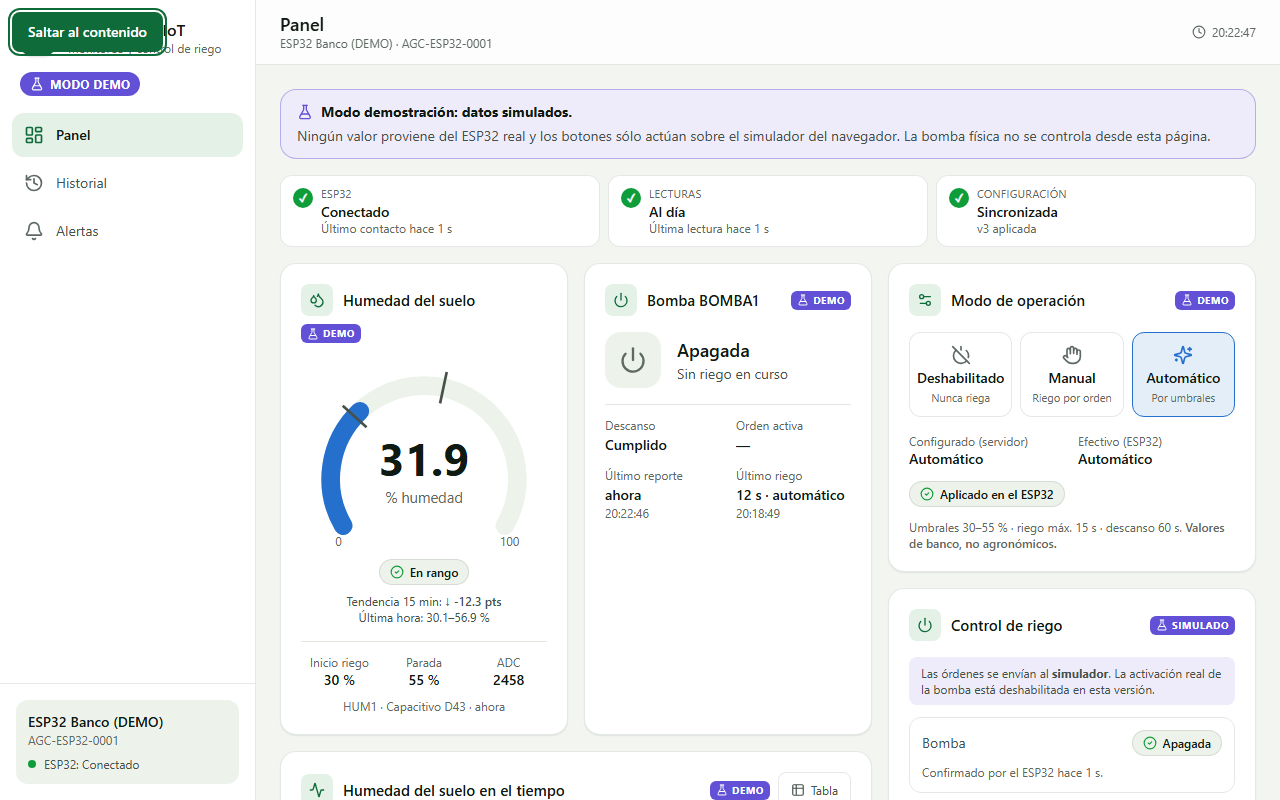 Saltar al contenido
IoT
MODO DEMO
Panel
Historial
Alertas
ESP32 Banco (DEMO)
AGC-ESP32-0001
ESP32: Conectado
Panel
ESP32 Banco (DEMO) · AGC-ESP32-0001
20:22:47
Modo demostración: datos simulados.
Ningún valor proviene del ESP32 real y los botones sólo actúan sobre el simulador del navegador. La bomba física no se controla desde esta página.
ESP32
Conectado
Último contacto hace 1 s
LECTURAS
Al día
Última lectura hace 1 s
CONFIGURACIÓN
Sincronizada
v3 aplicada
Humedad del suelo
DEMO
31.9
% humedad
0
100
En rango
Tendencia 15 min: ↓ -12.3 pts
Última hora: 30.1–56.9 %
Inicio riego
30 %
Parada
55 %
ADC
2458
HUM1 · Capacitivo D43 · ahora
Bomba BOMBA1
DEMO
Apagada
Sin riego en curso
Descanso
Cumplido
Orden activa
—
Último reporte
ahora
20:22:46
Último riego
12 s · automático
20:18:49
Modo de operación
DEMO
Deshabilitado
Nunca riega
Manual
Riego por orden
Automático
Por umbrales
Configurado (servidor)
Automático
Efectivo (ESP32)
Automático
Aplicado en el ESP32
Umbrales 30–55 % · riego máx. 15 s · descanso 60 s. Valores
de banco, no agronómicos.
Control de riego
SIMULADO
Las órdenes se envían al simulador. La activación real de
la bomba está deshabilitada en esta versión.
Bomba
Apagada
Confirmado por el ESP32 hace 1 s.
Humedad del suelo en el tiempo
DEMO
Tabla